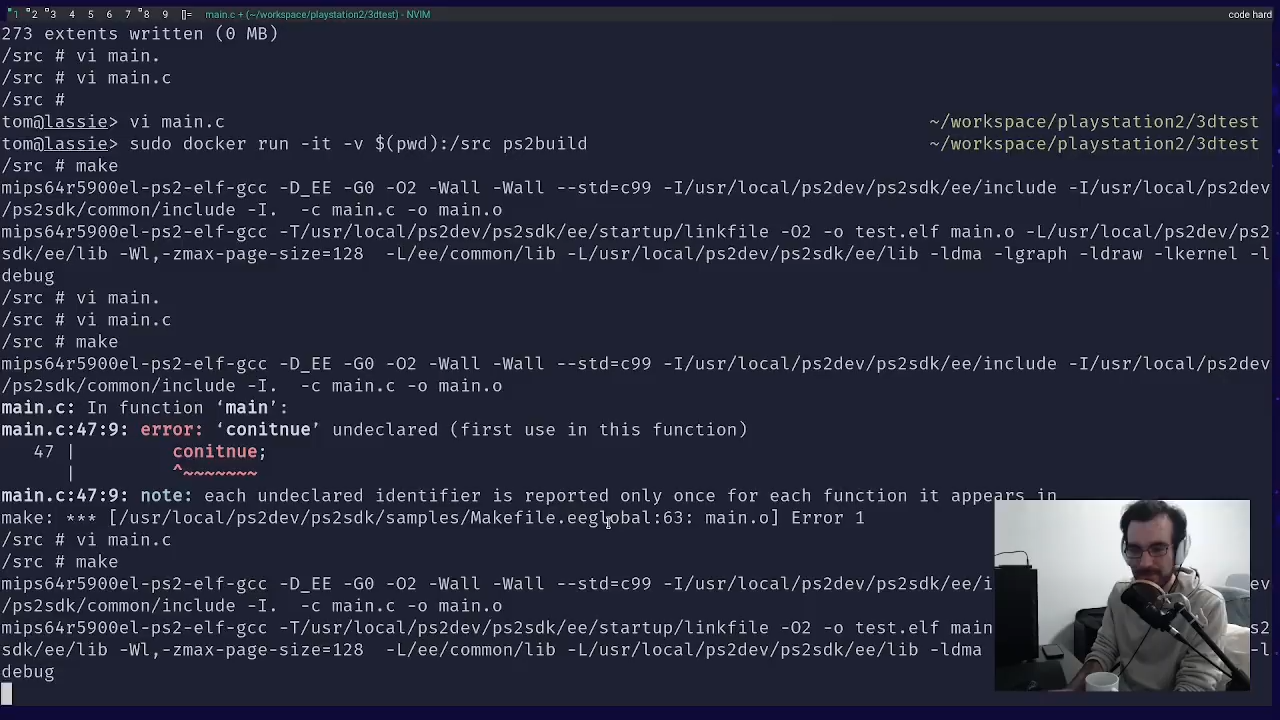 1 2 3 4 5 6 7 8 9 []= main.c + (~/workspace/playstation2/3dtest) - NVIM code hard
273 extents written (0 MB)
/src # vi main.
/src # vi main.c
/src #
tom@lassie> vi main.c ~/workspace/playstation2/3dtest
tom@lassie> sudo docker run -it -v $(pwd):/src ps2build ~/workspace/playstation2/3dtest
/src # make
mips64r5900el-ps2-elf-gcc -D_EE -G0 -O2 -Wall -Wall --std=c99 -I/usr/local/ps2dev/ps2sdk/ee/include -I/usr/local/ps2dev
/ps2sdk/common/include -I. -c main.c -o main.o
mips64r5900el-ps2-elf-gcc -T/usr/local/ps2dev/ps2sdk/ee/startup/linkfile -O2 -o test.elf main.o -L/usr/local/ps2dev/ps2
sdk/ee/lib -Wl,-zmax-page-size=128 -L/ee/common/lib -L/usr/local/ps2dev/ps2sdk/ee/lib -ldma -lgraph -ldraw -lkernel -l
debug
/src # vi main.
/src # vi main.c
/src # make
mips64r5900el-ps2-elf-gcc -D_EE -G0 -O2 -Wall -Wall --std=c99 -I/usr/local/ps2dev/ps2sdk/ee/include -I/usr/local/ps2dev
/ps2sdk/common/include -I. -c main.c -o main.o
main.c: In function ‘main’:
main.c:47:9: error: ‘conitnue’ undeclared (first use in this function)
47 | conitnue;
| ^~~~~~~~
main.c:47:9: note: each undeclared identifier is reported only once for each function it appears in
make: *** [/usr/local/ps2dev/ps2sdk/samples/Makefile.eeglobal:63: main.o] Error 1
/src # vi main.c
/src # make
mips64r5900el-ps2-elf-gcc -D_EE -G0 -O2 -Wall -Wall --std=c99 -I/usr/local/ps2dev/ps2sdk/ee/i dev
/ps2sdk/common/include -I. -c main.c -o main.o
mips64r5900el-ps2-elf-gcc -T/usr/local/ps2dev/ps2sdk/ee/startup/linkfile -O2 -o test.elf main s2
sdk/ee/lib -Wl,-zmax-page-size=128 -L/ee/common/lib -L/usr/local/ps2dev/ps2sdk/ee/lib -ldma -l
debug